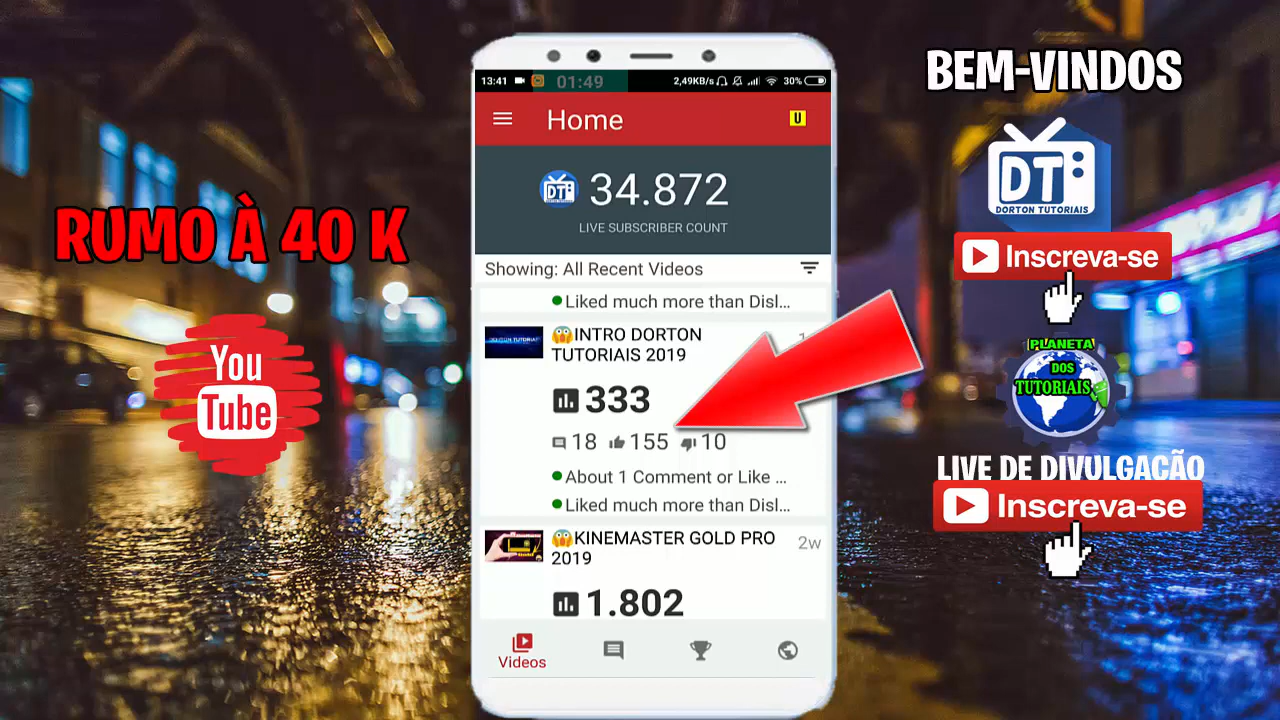 RUMO À 40 K
You
Tube
13:41
01:49
2,49KB/s
30%
Home
U
DT
34.872
LIVE SUBSCRIBER COUNT
Showing: All Recent Videos
Liked much more than Disl...
😱INTRO DORTON
TUTORIAIS 2019
333
18 155 10
About 1 Comment or Like ...
Liked much more than Disl...
😱KINEMASTER GOLD PRO 2w
2019
1.802
Videos
BEM-VINDOS
DT
DORTON TUTORIAIS
Inscreva-se
PLANETA
DOS
TUTORIAIS
LIVE DE DIVULGAÇÃO
Inscreva-se